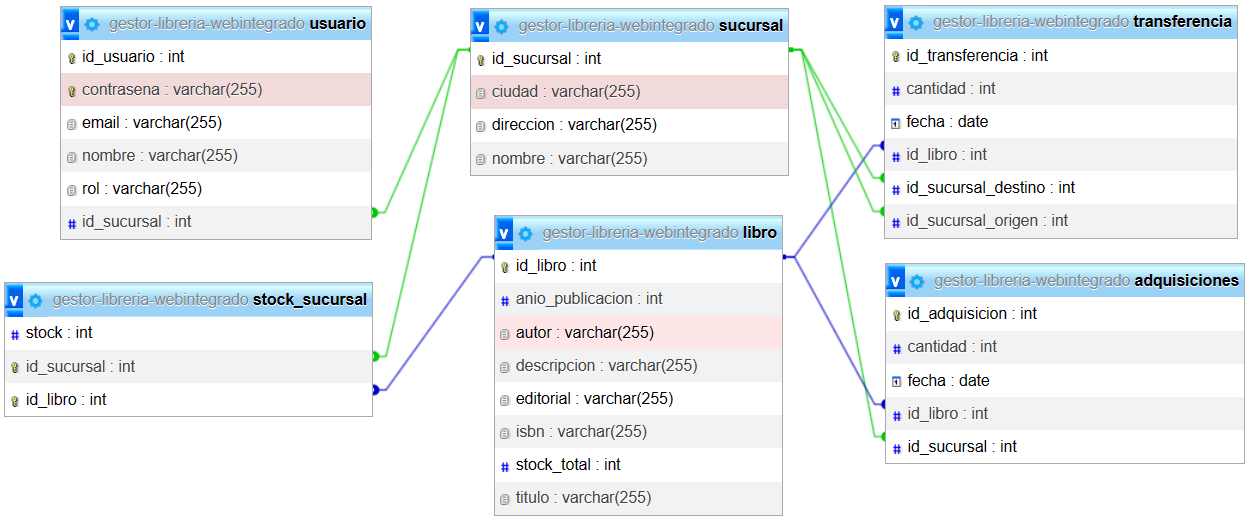 gestor-libreria-webintegrado usuario
id_usuario : int
contrasena : varchar(255)
email : varchar(255)
nombre : varchar(255)
rol : varchar(255)
id_sucursal : int
gestor-libreria-webintegrado sucursal
id_sucursal : int
ciudad : varchar(255)
direccion : varchar(255)
nombre : varchar(255)
gestor-libreria-webintegrado transferencia
id_transferencia : int
cantidad : int
fecha : date
id_libro : int
id_sucursal_destino : int
id_sucursal_origen : int
gestor-libreria-webintegrado stock_sucursal
stock : int
id_sucursal : int
id_libro : int
gestor-libreria-webintegrado libro
id_libro : int
anio_publicacion : int
autor : varchar(255)
descripcion : varchar(255)
editorial : varchar(255)
isbn : varchar(255)
stock_total : int
titulo : varchar(255)
gestor-libreria-webintegrado adquisiciones
id_adquisicion : int
cantidad : int
fecha : date
id_libro : int
id_sucursal : int